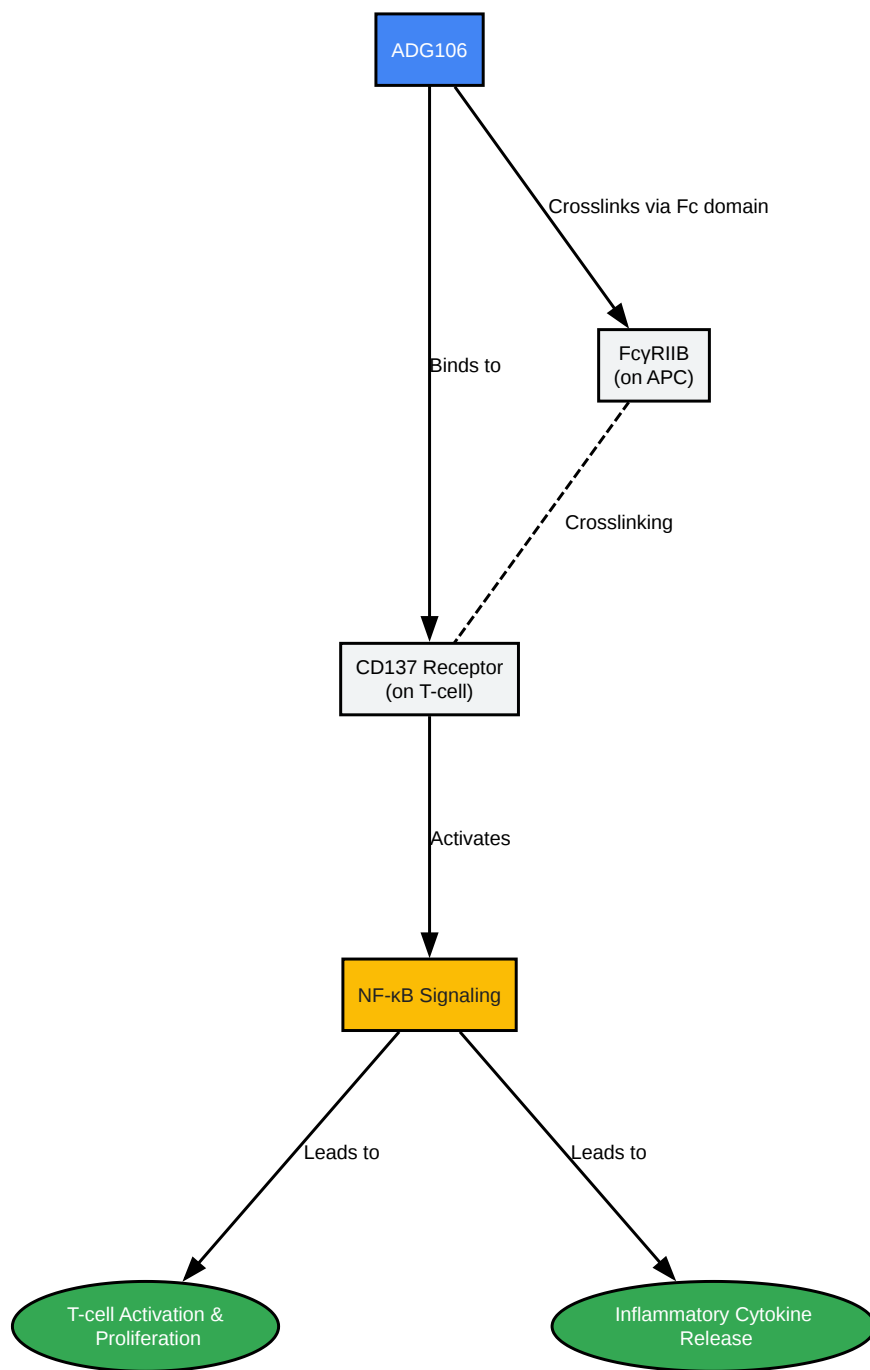 ADG106
Crosslinks via Fc domain
FcγRIIB
(on APC)
Binds to
Crosslinking
CD137 Receptor
(on T-cell)
Activates
NF-κB Signaling
Leads to
Leads to
T-cell Activation &
Proliferation
Inflammatory Cytokine
Release